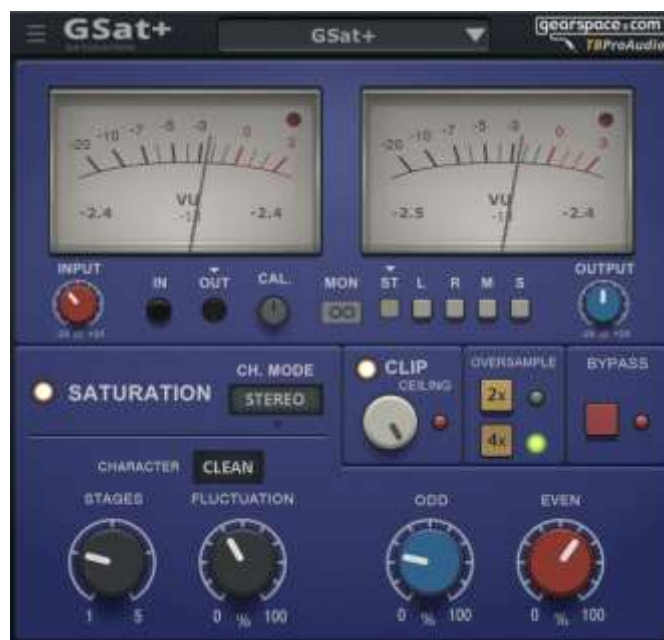 GSat+
GSat+
gearspace.com
TBProAudio
-20 -10 -7 -5 -3 0 3
VU
-2.4 -2.4
-20 -10 -7 -5 -3 0 3
VU
-2.5 -2.4
INPUT
IN
OUT
CAL.
MON
ST L R M S
OUTPUT
SATURATION
CH. MODE
STEREO
CLIP
CEILING
OVERSAMPLE
2x
4x
BYPASS
CHARACTER CLEAN
STAGES
1 5
FLUCTUATION
0 % 100
ODD
0 % 100
EVEN
0 % 100